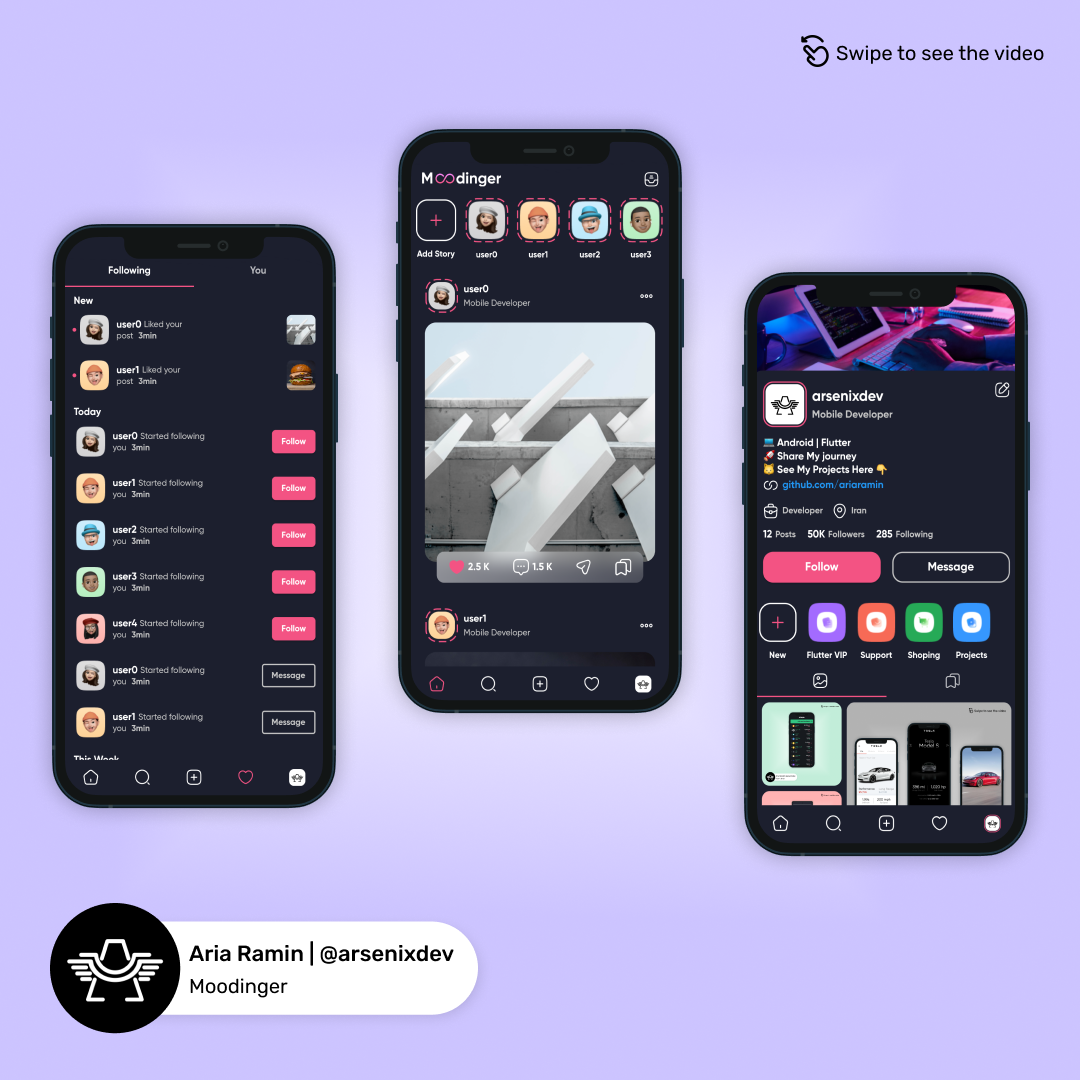 Swipe to see the video
Following
You
New
user0 Liked your
post 3min
user1 Liked your
post 3min
Today
user0 Started following
you 3min
Follow
user1 Started following
you 3min
Follow
user2 Started following
you 3min
Follow
user3 Started following
you 3min
Follow
user4 Started following
you 3min
Follow
user0 Started following
you 3min
Message
user1 Started following
you 3min
Message
This Week
Moodinger
Add Story
user0
user1
user2
user3
user0
Mobile Developer
2.5 K
1.5 K
user1
Mobile Developer
arsenixdev
Mobile Developer
Android | Flutter
Share My journey
See My Projects Here
github.com/ariaramin
Developer
Iran
12 Posts
50K Followers
285 Following
Follow
Message
New
Flutter VIP
Support
Shoping
Projects
Swipe to see the video
Model S
Aria Ramin | @arsenixdev
Moodinger